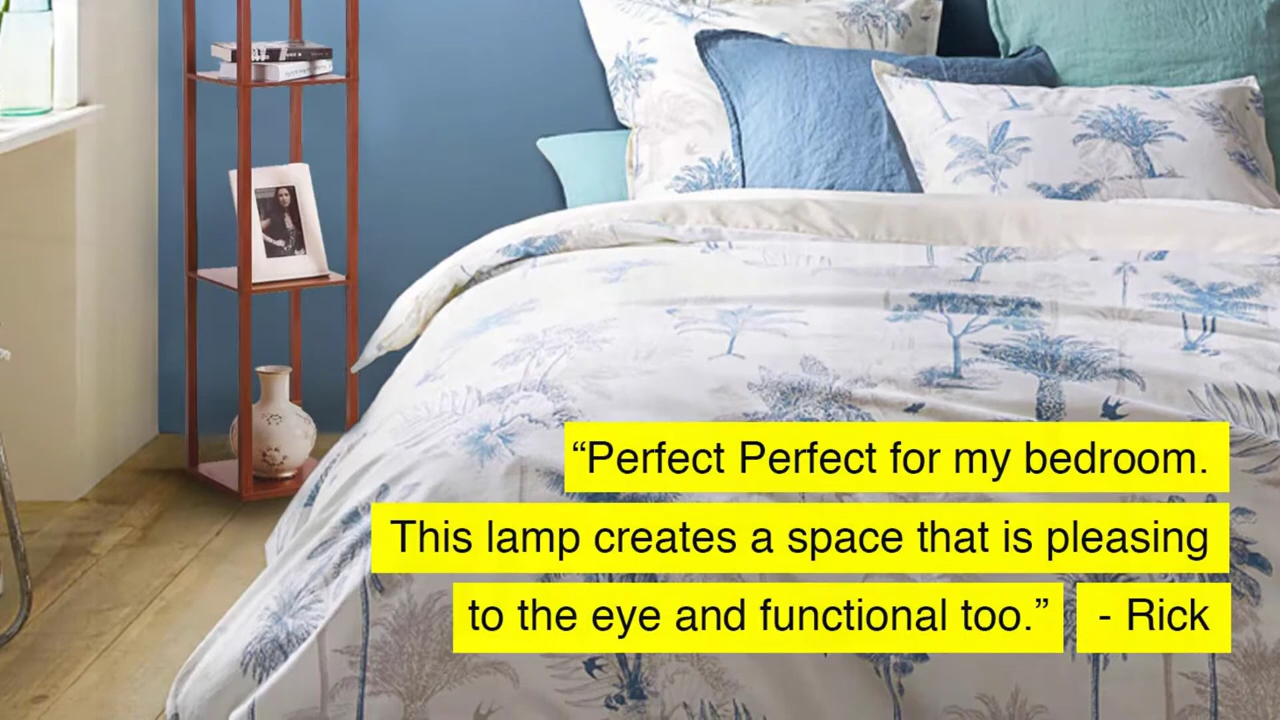 “Perfect Perfect for my bedroom.
This lamp creates a space that is pleasing
to the eye and functional too.” - Rick